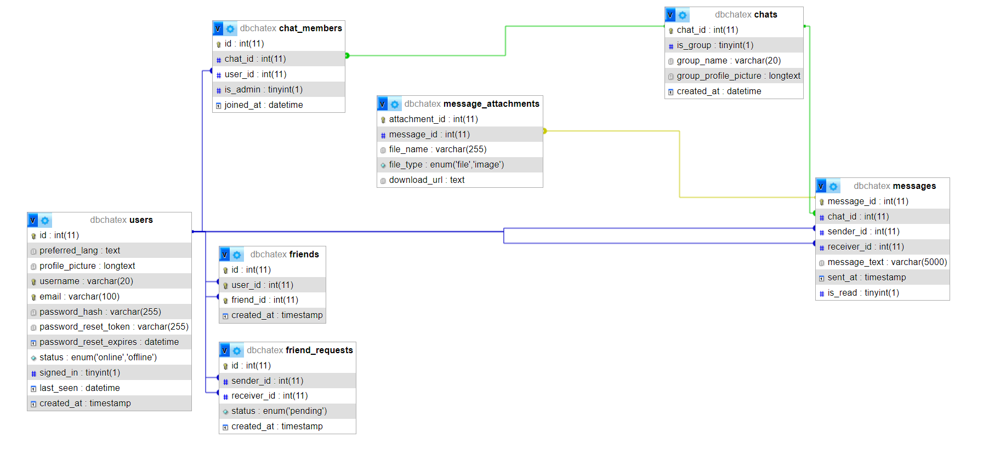 V dbchatex chat_members
id : int(11)
# chat_id : int(11)
# user_id : int(11)
# is_admin : tinyint(1)
joined_at : datetime
V dbchatex chats
chat_id : int(11)
# is_group : tinyint(1)
group_name : varchar(20)
group_profile_picture : longtext
created_at : datetime
V dbchatex message_attachments
attachment_id : int(11)
# message_id : int(11)
file_name : varchar(255)
file_type : enum('file','image')
download_url : text
V dbchatex messages
message_id : int(11)
# chat_id : int(11)
# sender_id : int(11)
# receiver_id : int(11)
message_text : varchar(5000)
sent_at : timestamp
# is_read : tinyint(1)
V dbchatex users
id : int(11)
preferred_lang : text
profile_picture : longtext
username : varchar(20)
email : varchar(100)
password_hash : varchar(255)
password_reset_token : varchar(255)
password_reset_expires : datetime
status : enum('online','offline')
# signed_in : tinyint(1)
last_seen : datetime
created_at : timestamp
V dbchatex friends
id : int(11)
user_id : int(11)
friend_id : int(11)
created_at : timestamp
V dbchatex friend_requests
id : int(11)
# sender_id : int(11)
# receiver_id : int(11)
status : enum('pending')
created_at : timestamp